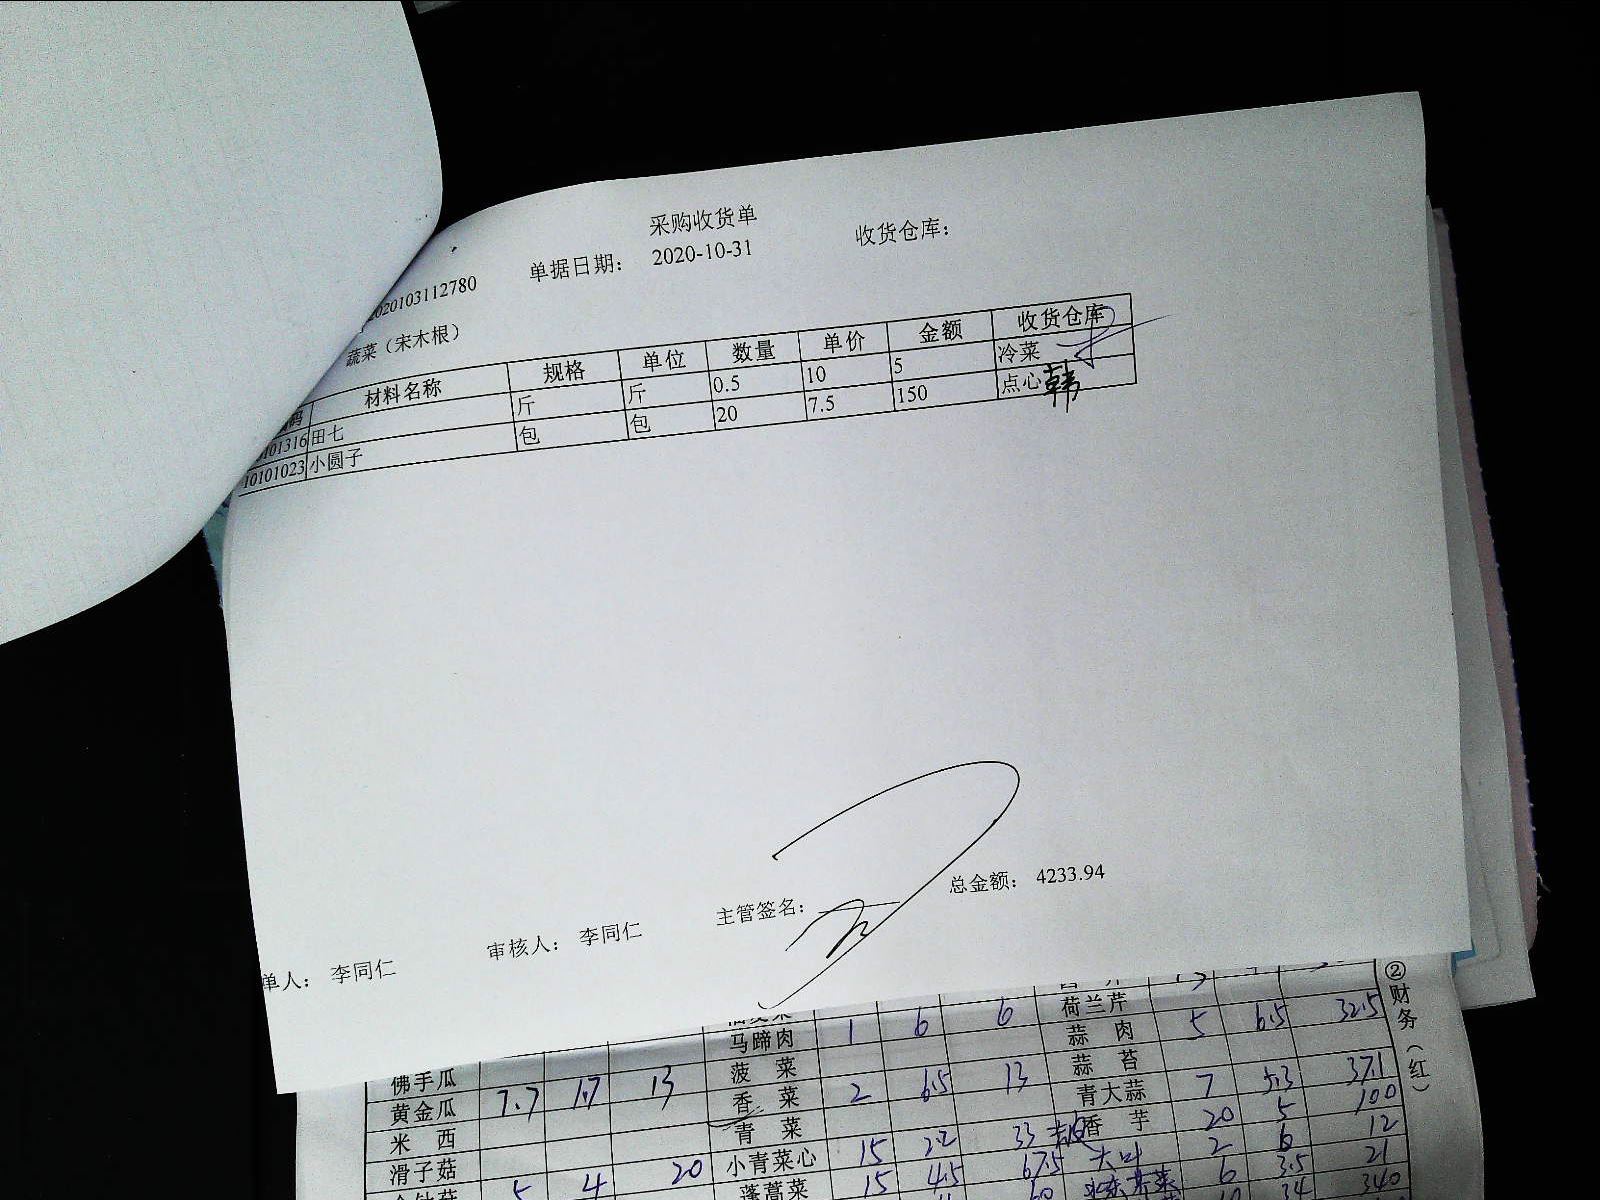 采购收货单
2020103112780 单据日期： 2020-10-31 收货仓库：
蔬菜（宋木根）
码 材料名称 规格 单位 数量 单价 金额 收货仓库
101316 田七 斤 斤 0.5 10 5 冷菜
10101023 小圆子 包 包 20 7.5 150 点心 韩
单人： 李同仁 审核人： 李同仁 主管签名： 总金额： 4233.94
荷兰芹
马蹄肉 1 6 6 蒜肉 5 6.5 32.5
佛手瓜 菠菜 蒜苔
黄金瓜 7.7 1.7 13 香菜 2 6.5 13 青大蒜 7 5.3 37.1
米西 青菜 香芋 20 5 100
滑子菇 小青菜心 15 2.2 33 大叶 2 6 12
5 4 20 蓬蒿菜 15 4.5 67.5 6 3.5 21
60 10 34 340
②财务（红）